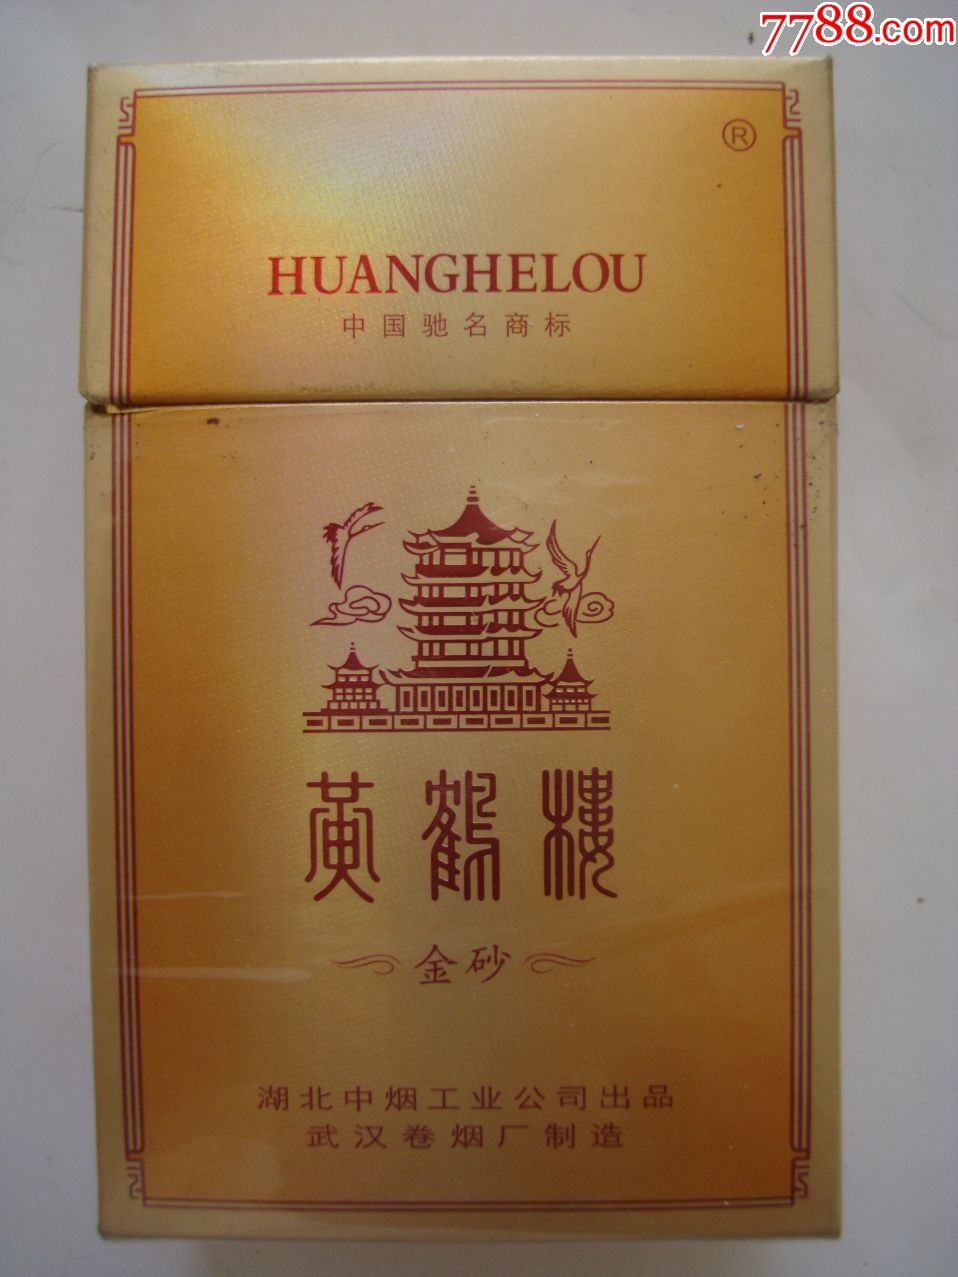 7788.com
®
HUANGHELOU
中国驰名商标
黄鹤楼
金砂
湖北中烟工业公司出品
武汉卷烟厂制造